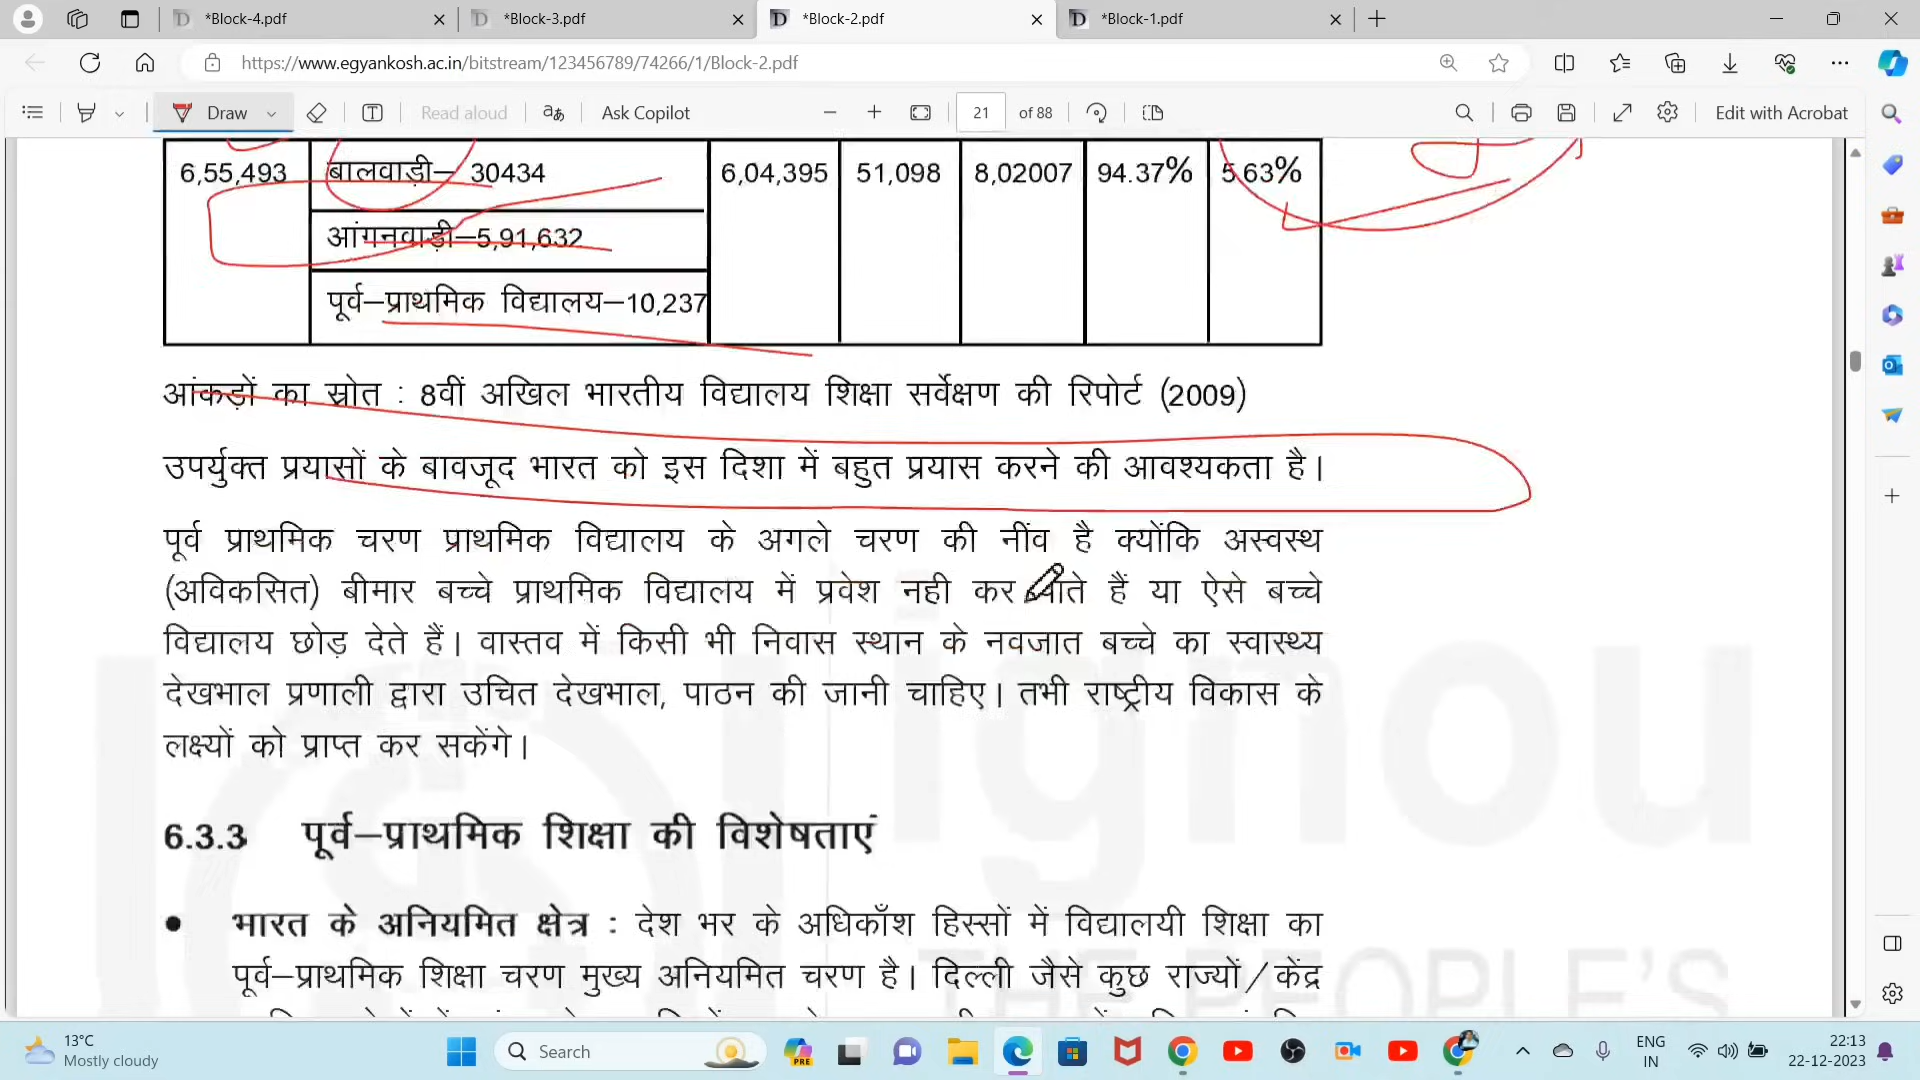 *Block-4.pdf
*Block-3.pdf
*Block-2.pdf
*Block-1.pdf
https://www.egyankosh.ac.in/bitstream/123456789/74266/1/Block-2.pdf
Draw
Read aloud
Ask Copilot
21 of 88
Edit with Acrobat
6,55,493 बालवाड़ी– 30434 6,04,395 51,098 8,02007 94.37% 5.63%
आंगनवाड़ी–5,91,632
पूर्व–प्राथमिक विद्यालय–10,237
आंकड़ों का स्रोत : 8वीं अखिल भारतीय विद्यालय शिक्षा सर्वेक्षण की रिपोर्ट (2009)
उपर्युक्त प्रयासों के बावजूद भारत को इस दिशा में बहुत प्रयास करने की आवश्यकता है।
पूर्व प्राथमिक चरण प्राथमिक विद्यालय के अगले चरण की नींव है क्योंकि अस्वस्थ
(अविकसित) बीमार बच्चे प्राथमिक विद्यालय में प्रवेश नही कर पाते हैं या ऐसे बच्चे
विद्यालय छोड़ देते हैं। वास्तव में किसी भी निवास स्थान के नवजात बच्चे का स्वास्थ्य
देखभाल प्रणाली द्वारा उचित देखभाल, पाठन की जानी चाहिए। तभी राष्ट्रीय विकास के
लक्ष्यों को प्राप्त कर सकेंगे।
ignou
6.3.3 पूर्व–प्राथमिक शिक्षा की विशेषताएं
• भारत के अनियमित क्षेत्र : देश भर के अधिकाँश हिस्सों में विद्यालयी शिक्षा का
पूर्व–प्राथमिक शिक्षा चरण मुख्य अनियमित चरण है। दिल्ली जैसे कुछ राज्यों/केंद्र
THE PEOPLE'S
13°C
Mostly cloudy
Search
PRE
ENG
IN
22:13
22-12-2023